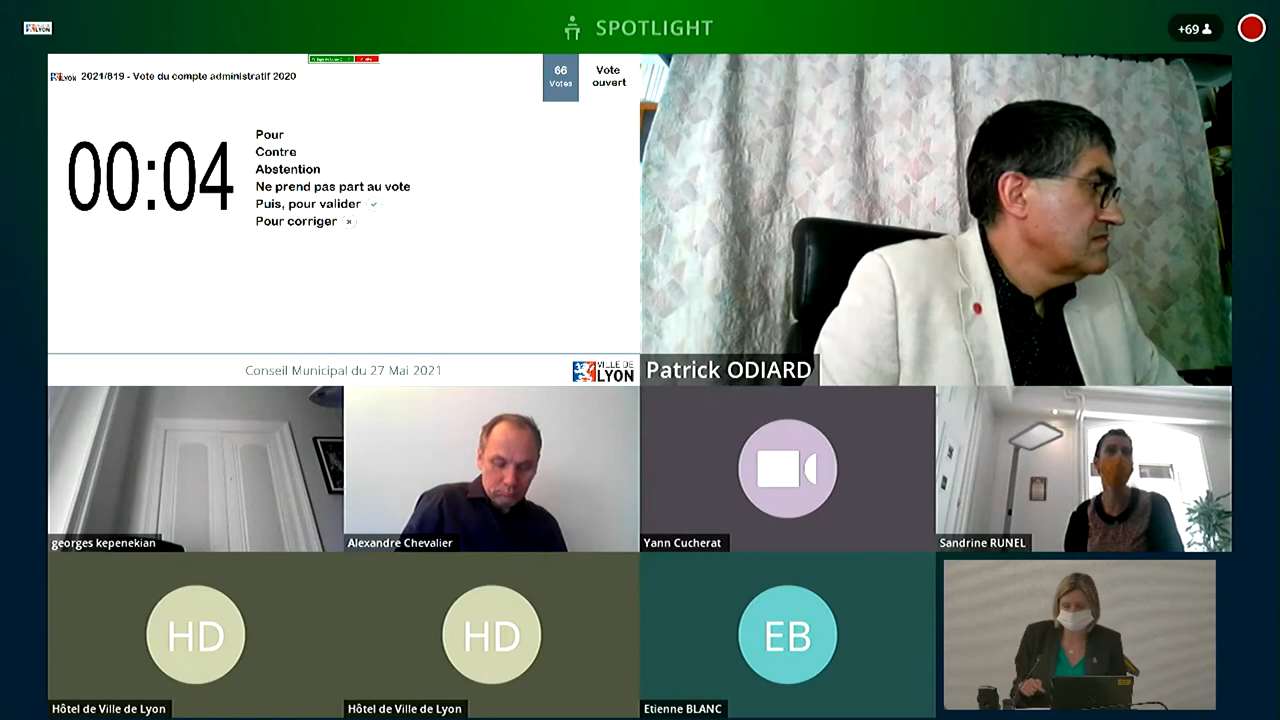 SPOTLIGHT
+69
LYON
LYON 2021/819 - Vote du compte administratif 2020
66
Votes
Vote
ouvert
00:04
Pour
Contre
Abstention
Ne prend pas part au vote
Puis, pour valider
Pour corriger
Conseil Municipal du 27 Mai 2021
VILLE DE
LYON
Patrick ODIARD
georges kepenekian
Alexandre Chevalier
Yann Cucherat
Sandrine RUNEL
HD
HD
EB
Hôtel de Ville de Lyon
Hôtel de Ville de Lyon
Etienne BLANC